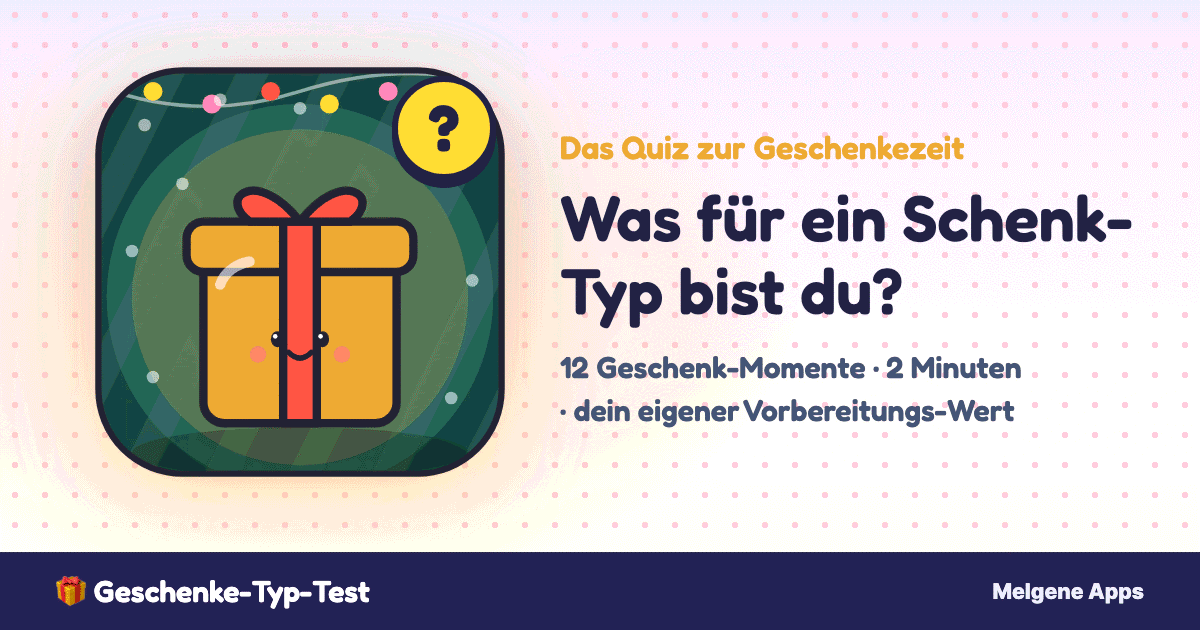 ?
Das Quiz zur Geschenkezeit
Was für ein Schenk-
Typ bist du?
12 Geschenk-Momente · 2 Minuten
· dein eigener Vorbereitungs-Wert
Geschenke-Typ-Test
Melgene Apps